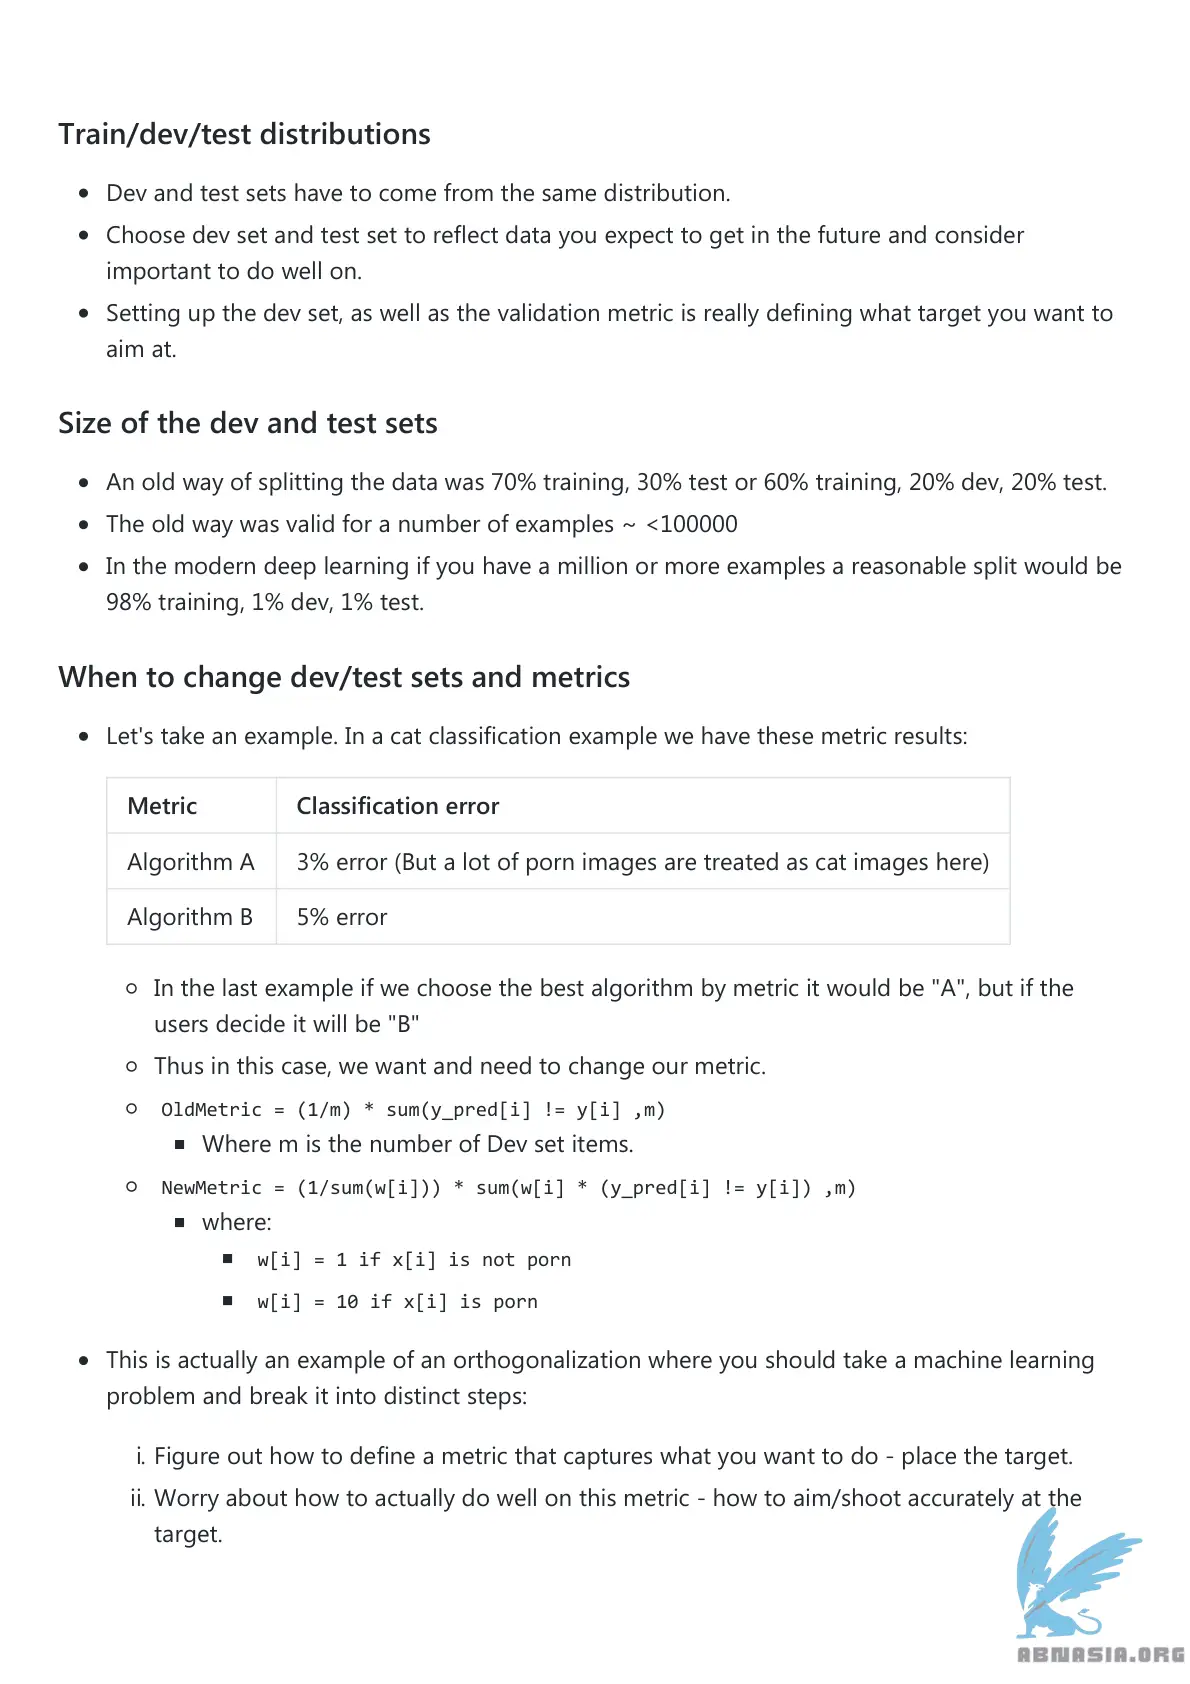 Train/dev/test distributions
Dev and test sets have to come from the same distribution.
Choose dev set and test set to reflect data you expect to get in the future and consider
important to do well on.
Setting up the dev set, as well as the validation metric is really defining what target you want to
aim at.
Size of the dev and test sets
An old way of splitting the data was 70% training, 30% test or 60% training, 20% dev, 20% test.
The old way was valid for a number of examples ~ <100000
In the modern deep learning if you have a million or more examples a reasonable split would be
98% training, 1% dev, 1% test.
When to change dev/test sets and metrics
Let's take an example. In a cat classification example we have these metric results:
Metric Classification error
Algorithm A 3% error (But a lot of porn images are treated as cat images here)
Algorithm B 5% error
In the last example if we choose the best algorithm by metric it would be "A", but if the
users decide it will be "B"
Thus in this case, we want and need to change our metric.
OldMetric = (1/m) * sum(y_pred[i] != y[i] ,m)
Where m is the number of Dev set items.
NewMetric = (1/sum(w[i])) * sum(w[i] * (y_pred[i] != y[i]) ,m)
where:
w[i] = 1 if x[i] is not porn
w[i] = 10 if x[i] is porn
This is actually an example of an orthogonalization where you should take a machine learning
problem and break it into distinct steps:
i. Figure out how to define a metric that captures what you want to do - place the target.
ii. Worry about how to actually do well on this metric - how to aim/shoot accurately at the
target.
ABNASIA.ORG